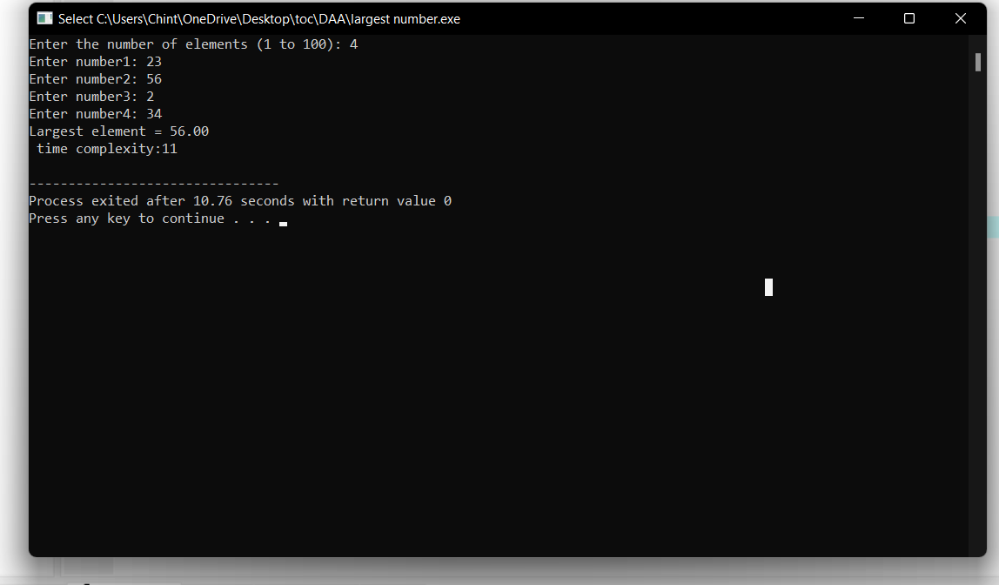 Select C:\Users\Chint\OneDrive\Desktop\toc\DAA\largest number.exe
Enter the number of elements (1 to 100): 4
Enter number1: 23
Enter number2: 56
Enter number3: 2
Enter number4: 34
Largest element = 56.00
 time complexity:11
--------------------------------
Process exited after 10.76 seconds with return value 0
Press any key to continue . . .